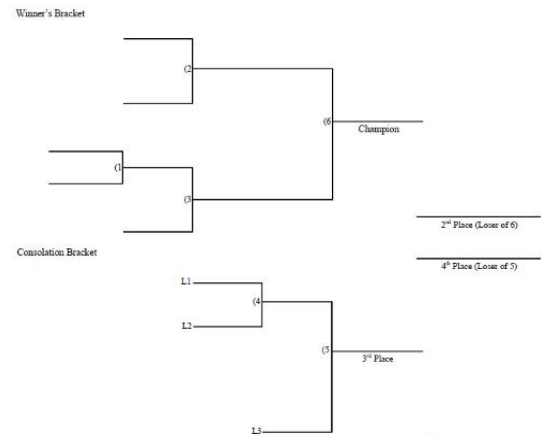 Winner's Bracket
(2
(6
Champion
(1
(3
2nd Place (Loser of 6)
Consolation Bracket
4th Place (Loser of 5)
L1
(4
L2
(5
3rd Place
L3